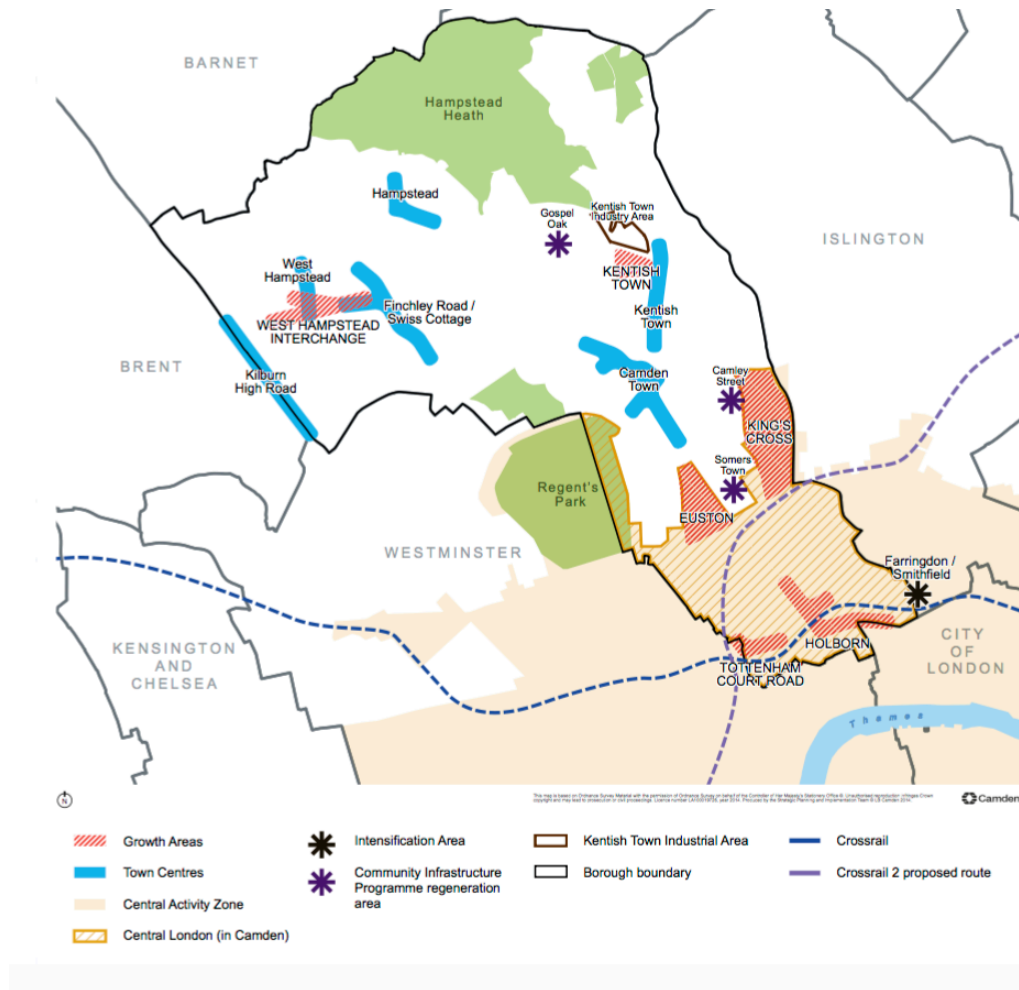 BARNET
Hampstead
Heath
Hampstead
Gospel
Oak
Kentish Town
Industry Area
ISLINGTON
West
Hampstead
KENTISH
TOWN
Finchley Road /
Swiss Cottage
Kentish
Town
WEST HAMPSTEAD
INTERCHANGE
BRENT
Kilburn
High Road
Camden
Town
Camley
Street
KING'S
CROSS
Somers
Town
Regent's
Park
EUSTON
WESTMINSTER
Farringdon /
Smithfield
KENSINGTON
AND
CHELSEA
HOLBORN
CITY
OF
LONDON
TOTTENHAM
COURT ROAD
Thames
N
Camden
Growth Areas
Town Centres
Central Activity Zone
Central London (in Camden)
Intensification Area
Community Infrastructure
Programme regeneration
area
Kentish Town Industrial Area
Borough boundary
Crossrail
Crossrail 2 proposed route